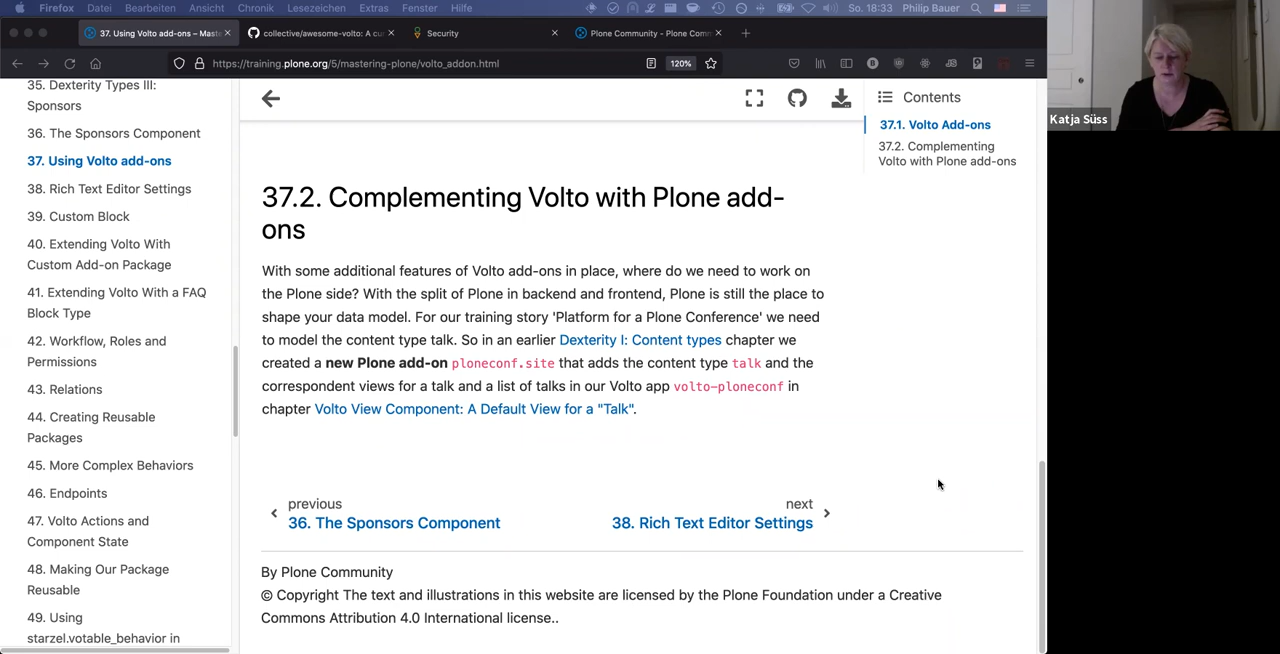 Firefox Datei Bearbeiten Ansicht Chronik Lesezeichen Extras Fenster Hilfe So. 18:33 Philip Bauer
37. Using Volto add-ons – Maste
collective/awesome-volto: A cu
Security
Plone Community - Plone Comm
https://training.plone.org/5/mastering-plone/volto_addon.html
120%
35. Dexterity Types III:
Sponsors
36. The Sponsors Component
37. Using Volto add-ons
38. Rich Text Editor Settings
39. Custom Block
40. Extending Volto With
Custom Add-on Package
41. Extending Volto With a FAQ
Block Type
42. Workflow, Roles and
Permissions
43. Relations
44. Creating Reusable
Packages
45. More Complex Behaviors
46. Endpoints
47. Volto Actions and
Component State
48. Making Our Package
Reusable
49. Using
starzel.votable_behavior in
Contents
37.1. Volto Add-ons
37.2. Complementing
Volto with Plone add-ons
37.2. Complementing Volto with Plone add-
ons
With some additional features of Volto add-ons in place, where do we need to work on
the Plone side? With the split of Plone in backend and frontend, Plone is still the place to
shape your data model. For our training story 'Platform for a Plone Conference' we need
to model the content type talk. So in an earlier Dexterity I: Content types chapter we
created a new Plone add-on ploneconf.site that adds the content type talk and the
correspondent views for a talk and a list of talks in our Volto app volto-ploneconf in
chapter Volto View Component: A Default View for a "Talk".
previous
36. The Sponsors Component
next
38. Rich Text Editor Settings
By Plone Community
© Copyright The text and illustrations in this website are licensed by the Plone Foundation under a Creative
Commons Attribution 4.0 International license..
Katja Süss